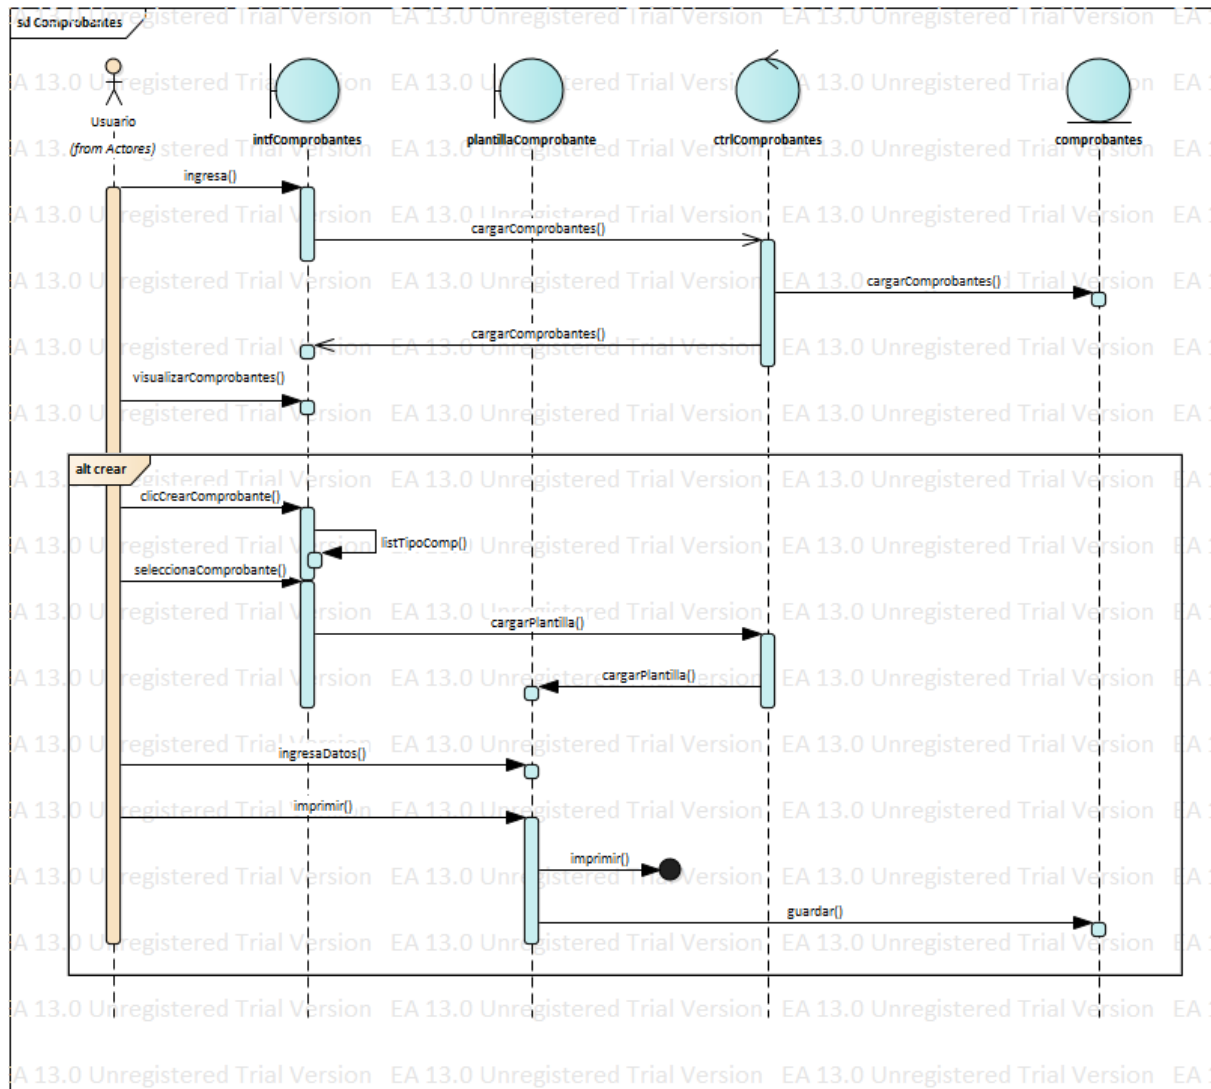 sd Comprobantes
Usuario
(from Actores)
intfComprobantes
plantillaComprobante
ctrlComprobantes
comprobantes
ingresa()
cargarComprobantes()
cargarComprobantes()
cargarComprobantes()
visualizarComprobantes()
alt crear
clicCrearComprobante()
listTipoComp()
seleccionaComprobante()
cargarPlantilla()
cargarPlantilla()
ingresaDatos()
imprimir()
imprimir()
guardar()
EA 13.0 Unregistered Trial Version